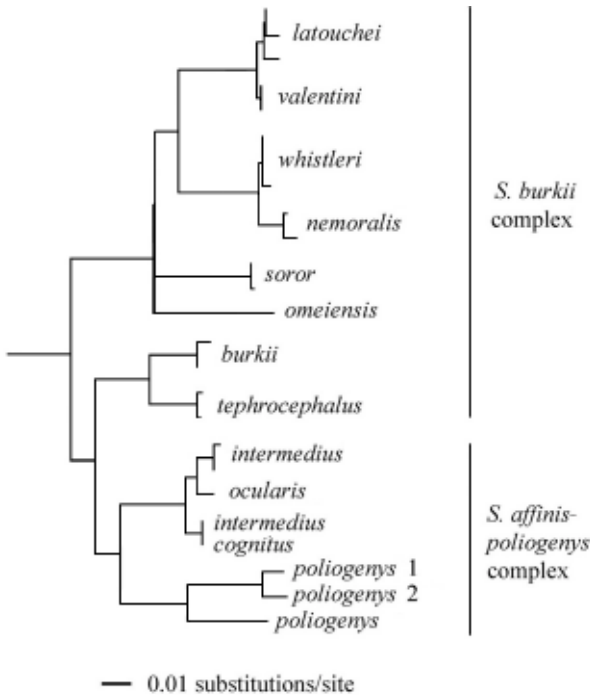 latouchei
valentini
whistleri
nemoralis
soror
omeiensis
burkii
tephrocephalus
S. burkii
complex
intermedius
ocularis
intermedius
cognitus
poliogenys 1
poliogenys 2
poliogenys
S. affinis-
poliogenys
complex
0.01 substitutions/site